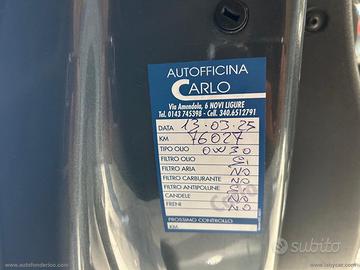 AUTOFFICINA
CARLO
Via Amendola, 6 NOVI LIGURE
Tel. 0143 745398 - Cell. 340.6512791
DATA 13-03-25
KM 76027
TIPO OLIO 0W30
FILTRO OLIO SI
FILTRO ARIA NO
FILTRO CARBURANTE NO
FILTRO ANTIPOLLINE SI
CANDELE NO
FRENI NO
PROSSIMO CONTROLLO
KM.
subito
www.autofenderloo.com
www.babycar.com